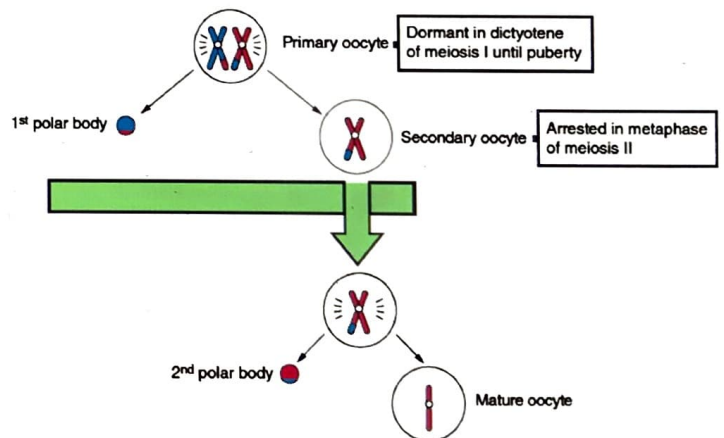 Primary oocyte
Dormant in dictyotene
of meiosis I until puberty
1st polar body
Secondary oocyte
Arrested in metaphase
of meiosis II
2nd polar body
Mature oocyte